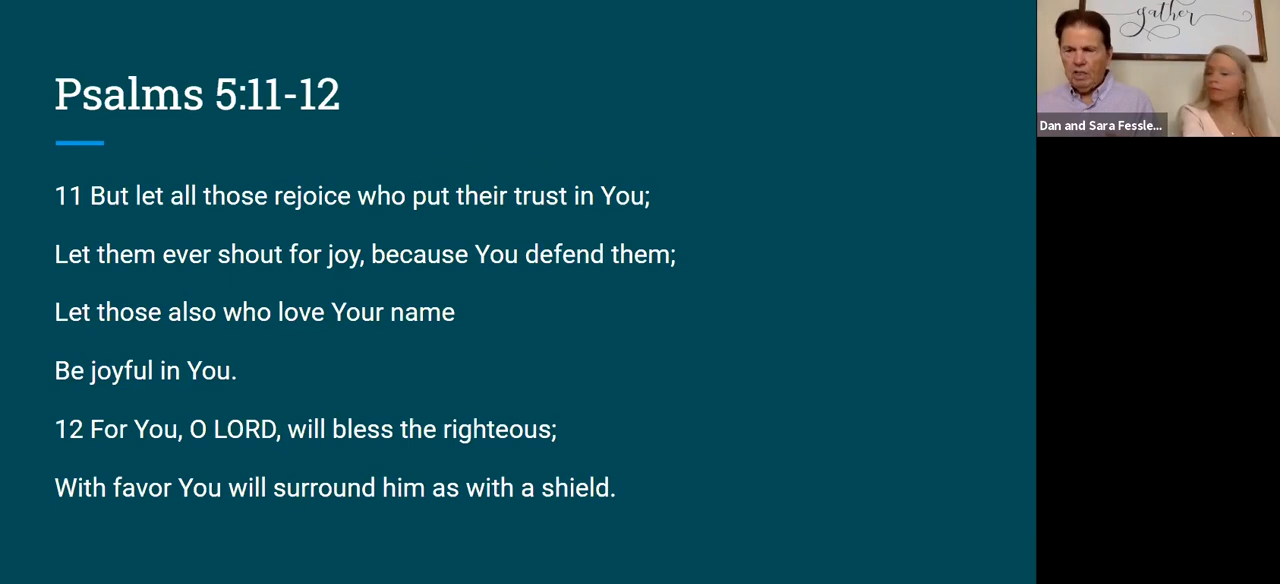 Psalms 5:11-12
11 But let all those rejoice who put their trust in You;
Let them ever shout for joy, because You defend them;
Let those also who love Your name
Be joyful in You.
12 For You, O LORD, will bless the righteous;
With favor You will surround him as with a shield.
gather
Dan and Sara Fessle...